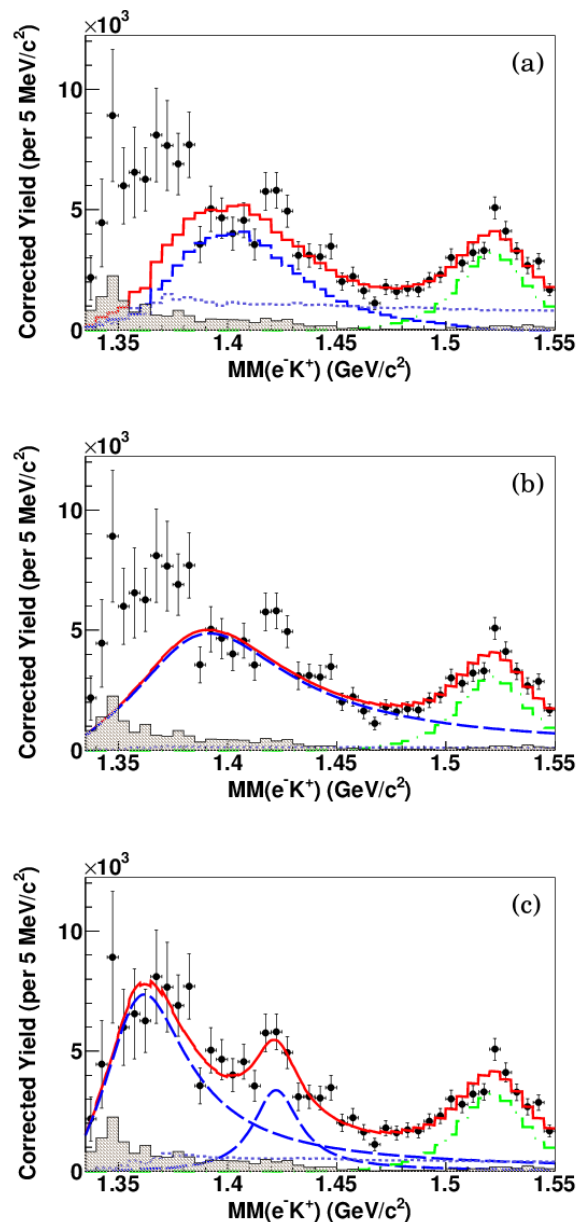 ×10³
(a)
Corrected Yield (per 5 MeV/c²)
10
5
0
1.35 1.4 1.45 1.5 1.55
MM(e⁻K⁺) (GeV/c²)
×10³
(b)
Corrected Yield (per 5 MeV/c²)
10
5
0
1.35 1.4 1.45 1.5 1.55
MM(e⁻K⁺) (GeV/c²)
×10³
(c)
Corrected Yield (per 5 MeV/c²)
10
5
0
1.35 1.4 1.45 1.5 1.55
MM(e⁻K⁺) (GeV/c²)